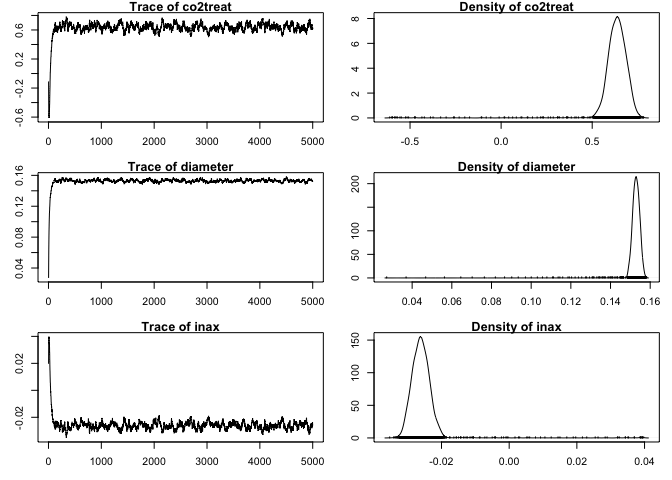 Trace of co2treat
0.6
0.2
-0.2
-0.6
0 1000 2000 3000 4000 5000
Density of co2treat
8
6
4
2
0
-0.5 0.0 0.5
Trace of diameter
0.16
0.12
0.08
0.04
0 1000 2000 3000 4000 5000
Density of diameter
200
100
50
0
0.04 0.06 0.08 0.10 0.12 0.14 0.16
Trace of inax
0.02
-0.02
0 1000 2000 3000 4000 5000
Density of inax
150
100
50
0
-0.02 0.00 0.02 0.04